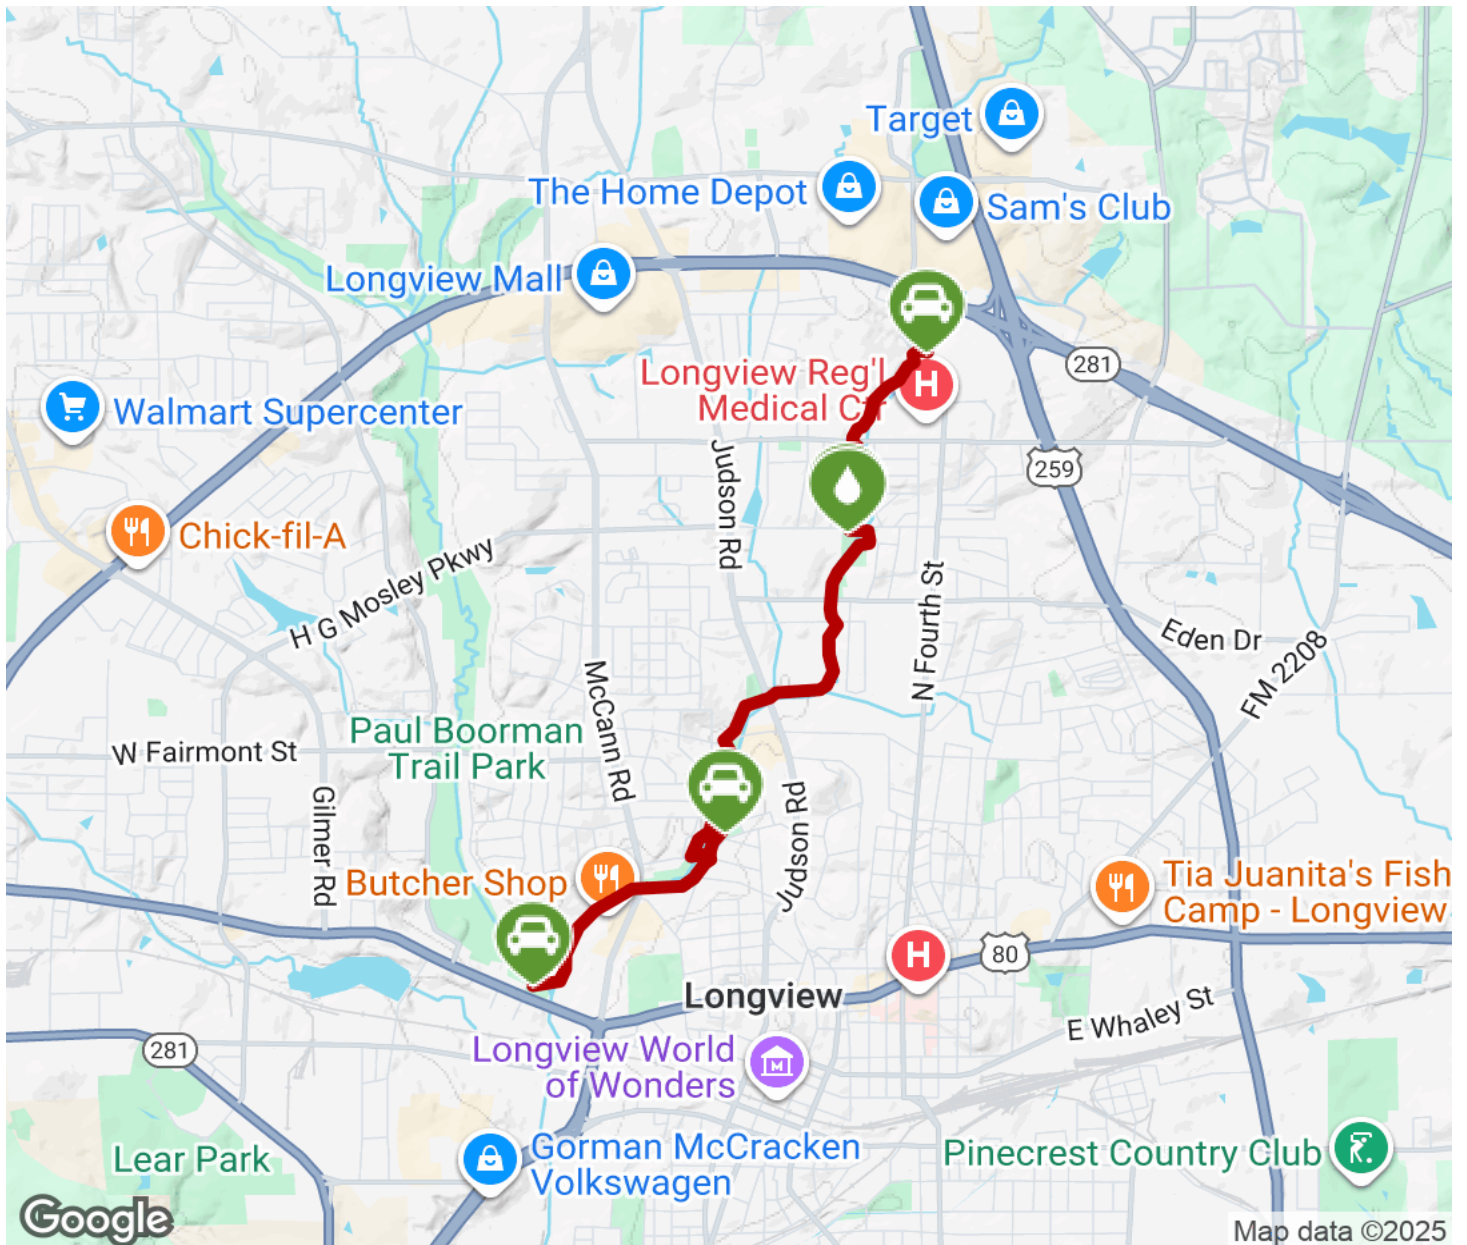 Target
The Home Depot
Sam's Club
Longview Mall
Longview Reg'l
Medical Ctr
281
Walmart Supercenter
Judson Rd
259
Chick-fil-A
H G Mosley Pkwy
N Fourth St
Eden Dr
FM 2208
McCann Rd
Paul Boorman
Trail Park
W Fairmont St
Gilmer Rd
Judson Rd
Butcher Shop
Tia Juanita's Fish
Camp - Longview
H
H
80
Longview
E Whaley St
281
Longview World
of Wonders
M
Lear Park
Gorman McCracken
Volkswagen
Pinecrest Country Club
Google
Map data ©2025